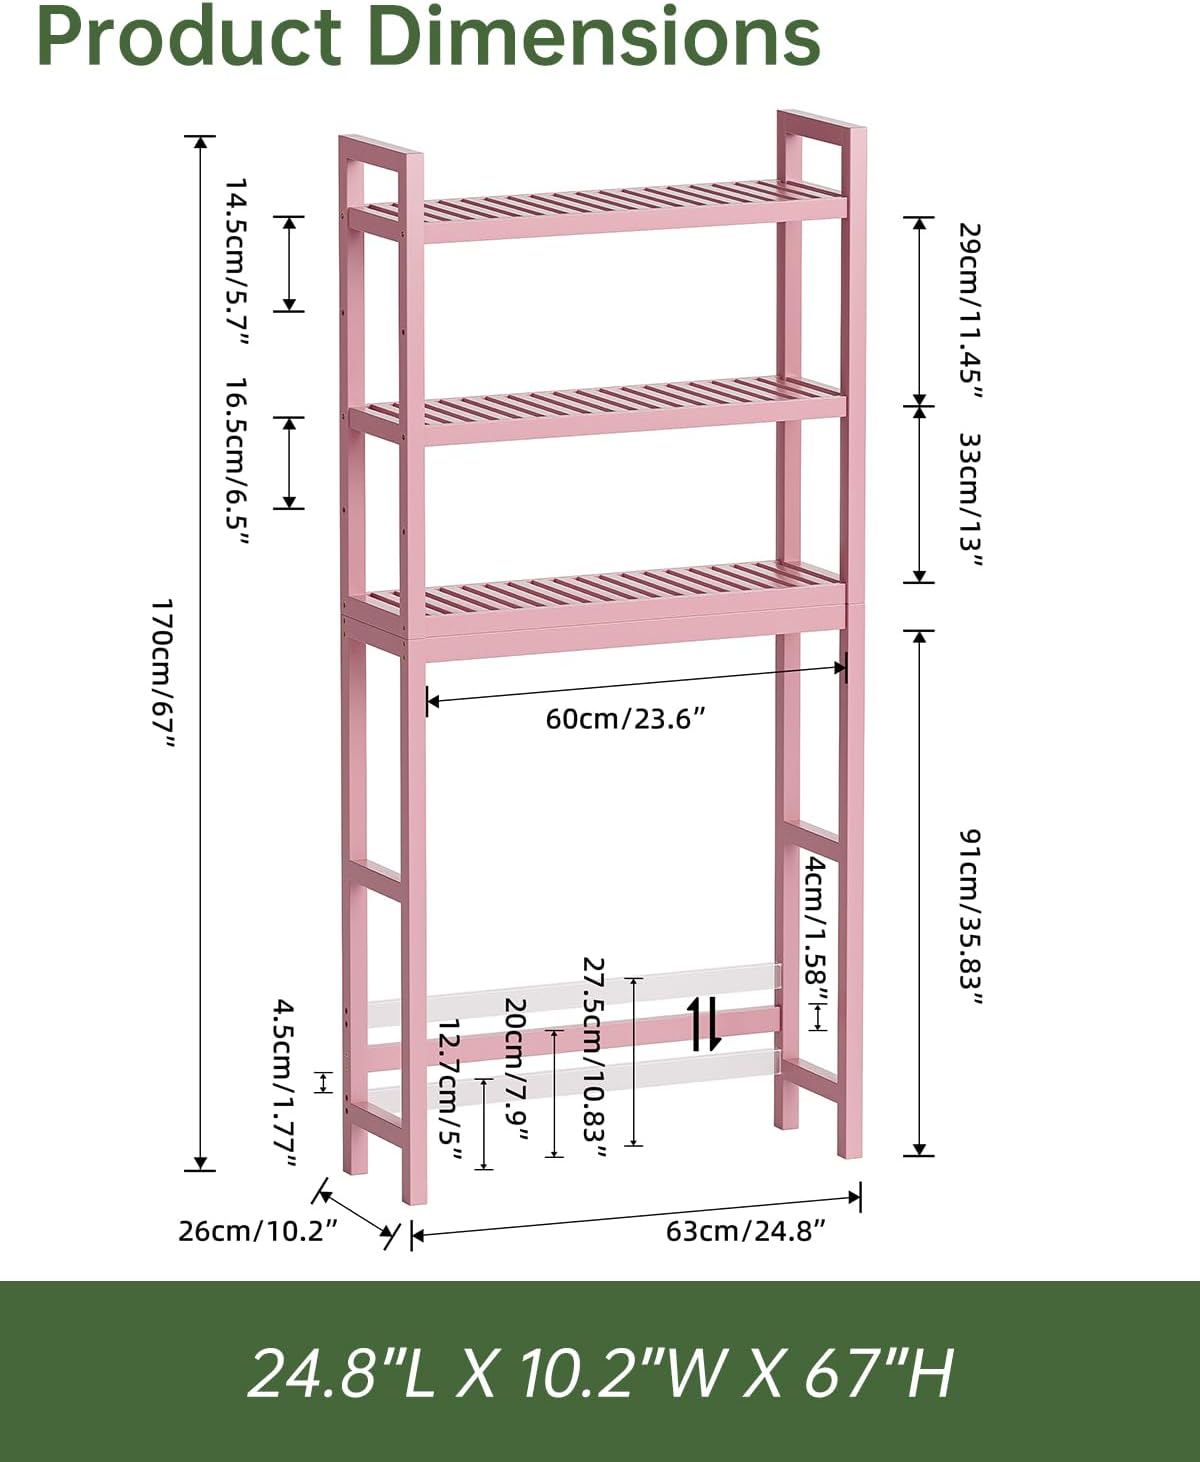 Product Dimensions
14.5cm/5.7"
29cm/11.45"
16.5cm/6.5"
33cm/13"
170cm/67"
60cm/23.6"
91cm/35.83"
4cm/1.58"
27.5cm/10.83"
20cm/7.9"
12.7cm/5"
4.5cm/1.77"
26cm/10.2"
63cm/24.8"
24.8"L X 10.2"W X 67"H